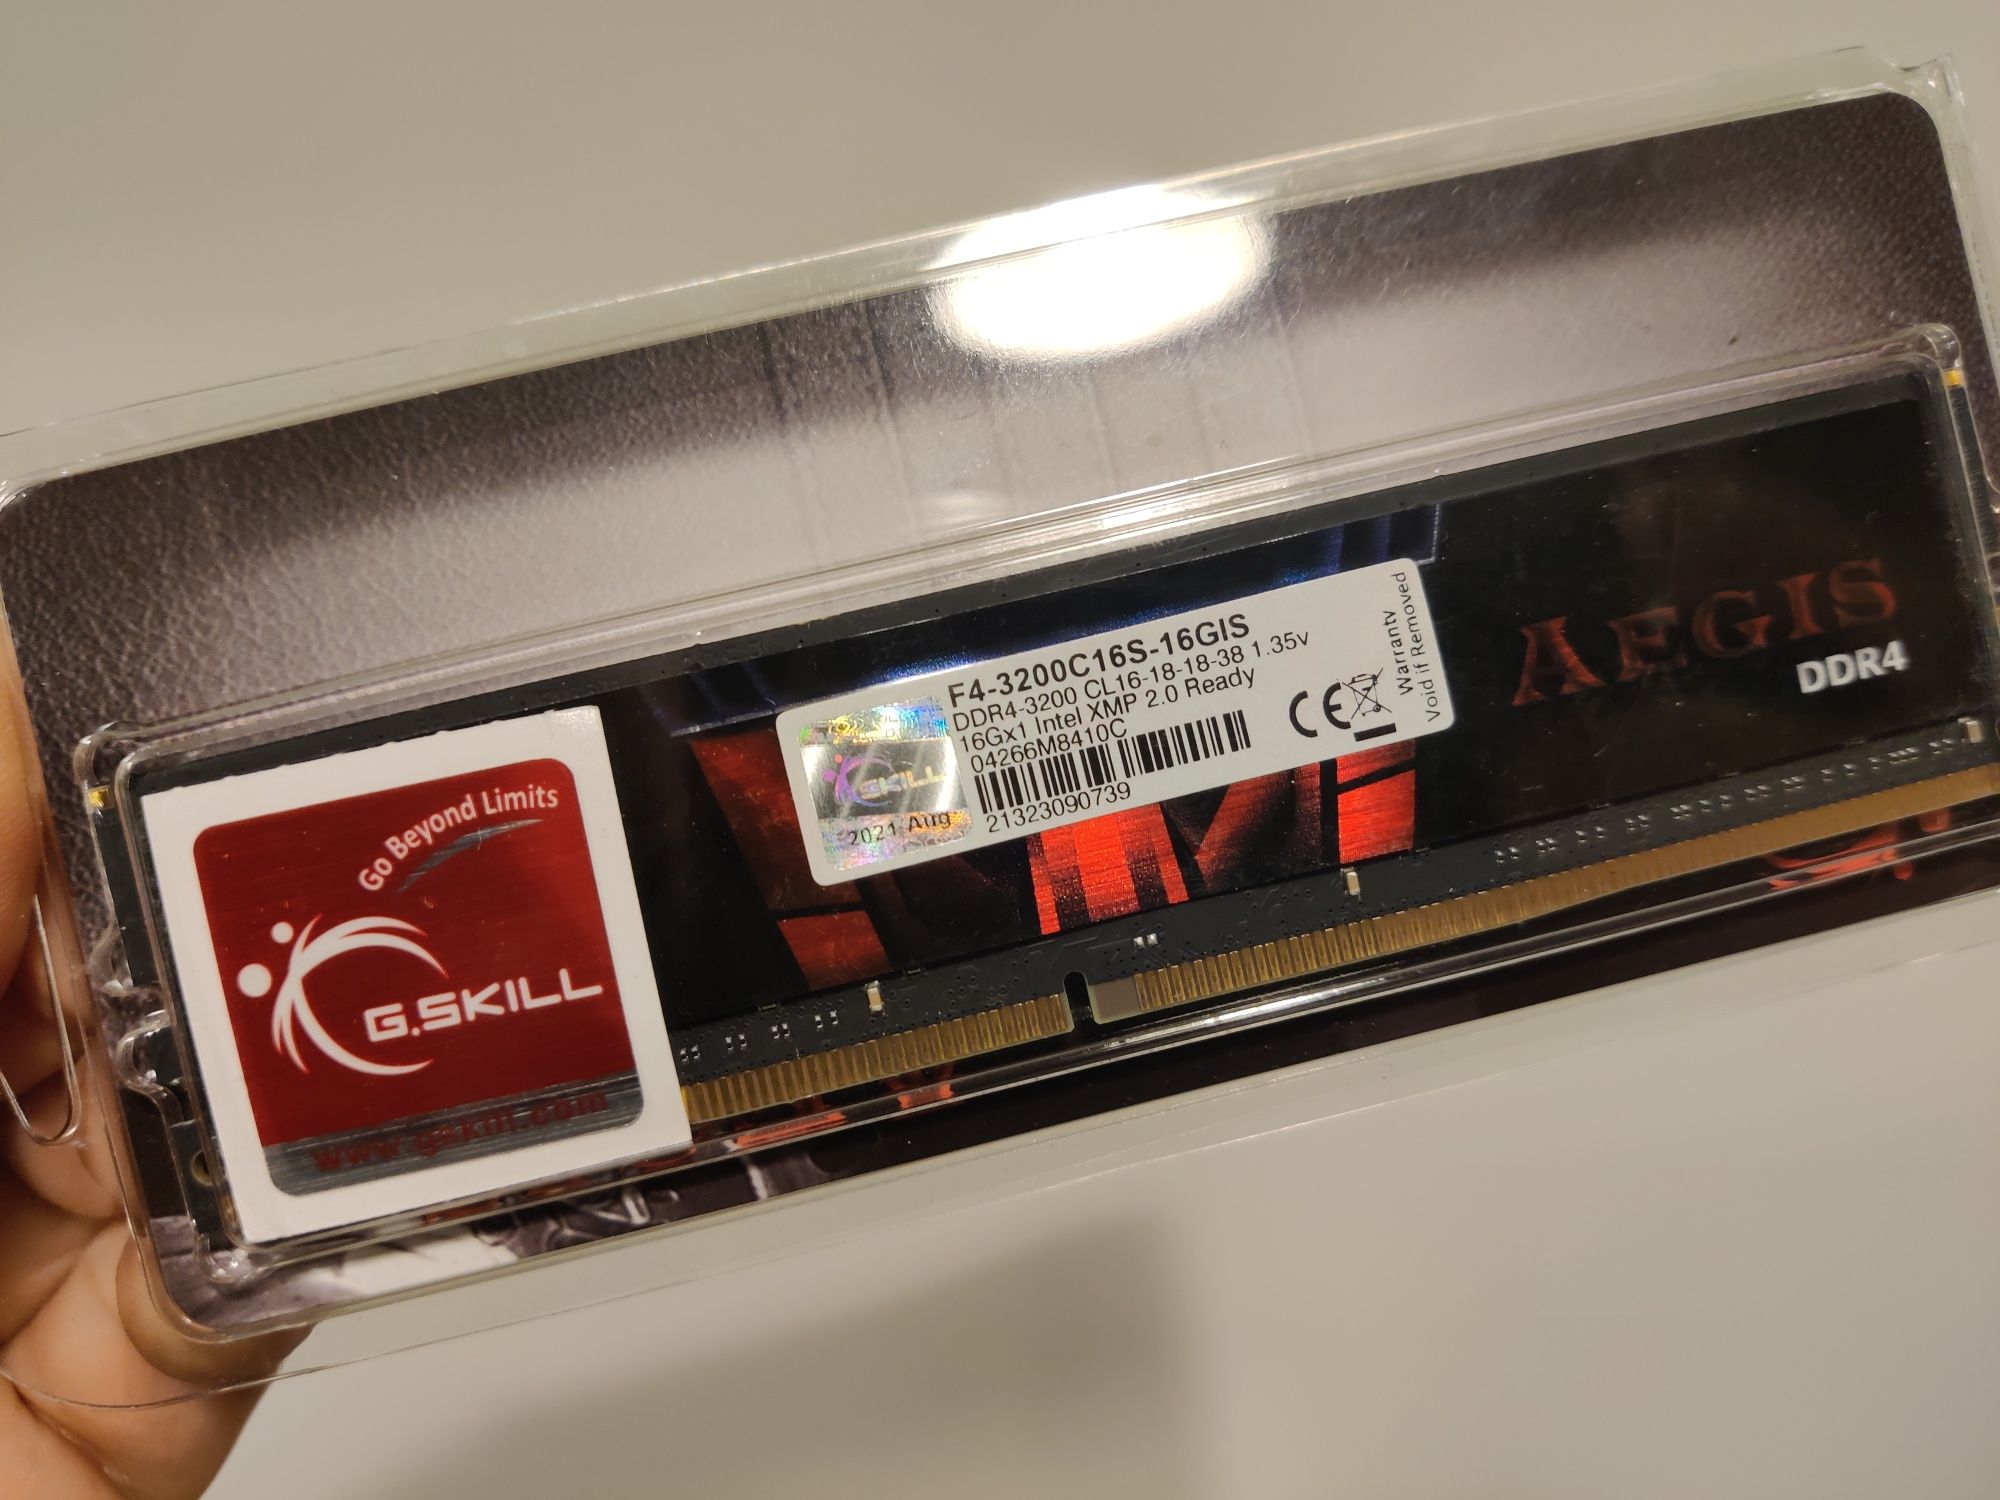 F4-3200C16S-16GIS
DDR4-3200 CL16-18-18-38 1.35v
16Gx1 Intel XMP 2.0 Ready
04266M8410C
21323090739
G.SKILL
2021 Aug
CE
Warranty
Void if Removed
AEGIS
DDR4
Go Beyond Limits
G.SKILL
www.gskill.com